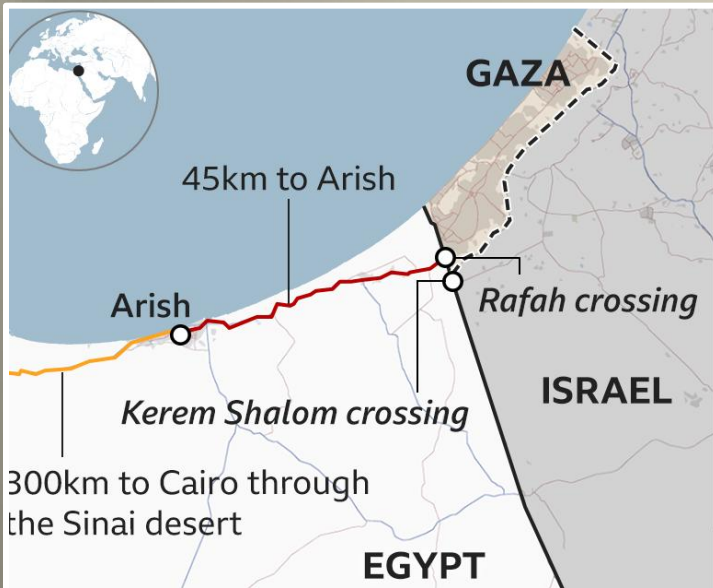 GAZA
45km to Arish
Arish
Rafah crossing
ISRAEL
Kerem Shalom crossing
300km to Cairo through
the Sinai desert
EGYPT